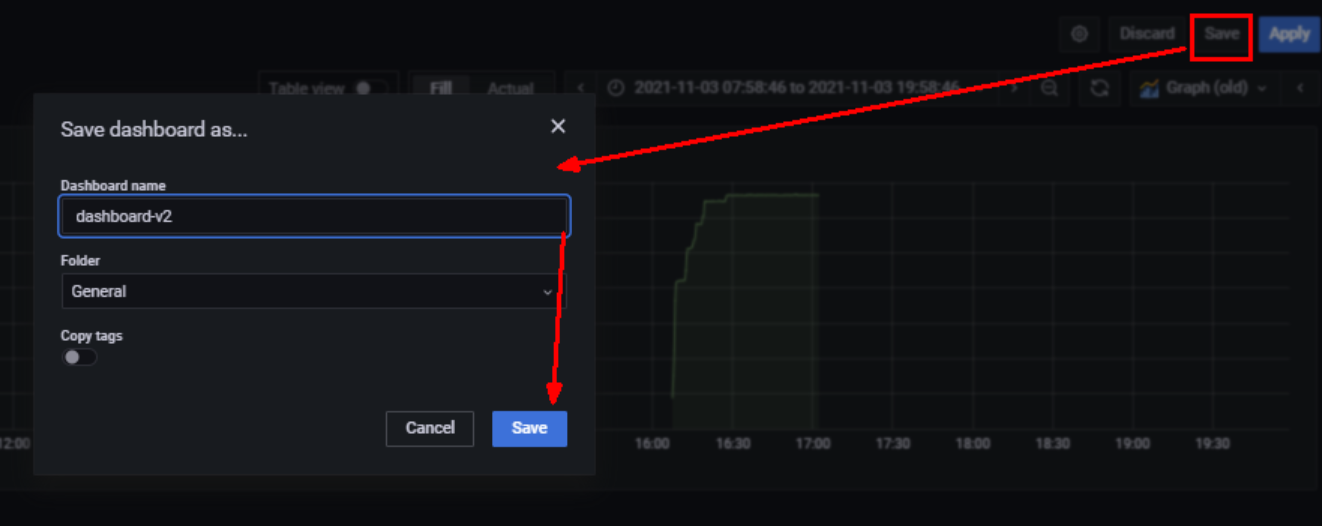 Discard Save Apply
Table view Fill Actual 2021-11-03 07:58:46 to 2021-11-03 19:58:46 Graph (old)
Save dashboard as...
Dashboard name
dashboard-v2
Folder
General
Copy tags
Cancel Save
12:00 16:00 16:30 17:00 17:30 18:00 18:30 19:00 19:30